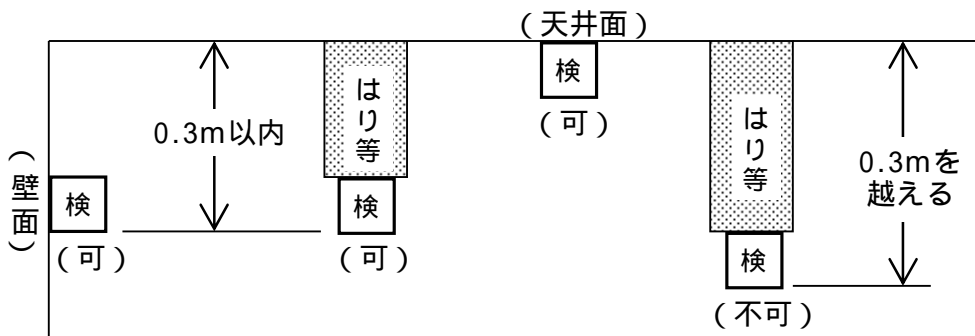 (天井面)
検
(可)
はり等
0.3m以内
はり等
0.3mを
越える
(壁面)
検
(可)
検
(可)
検
(不可)